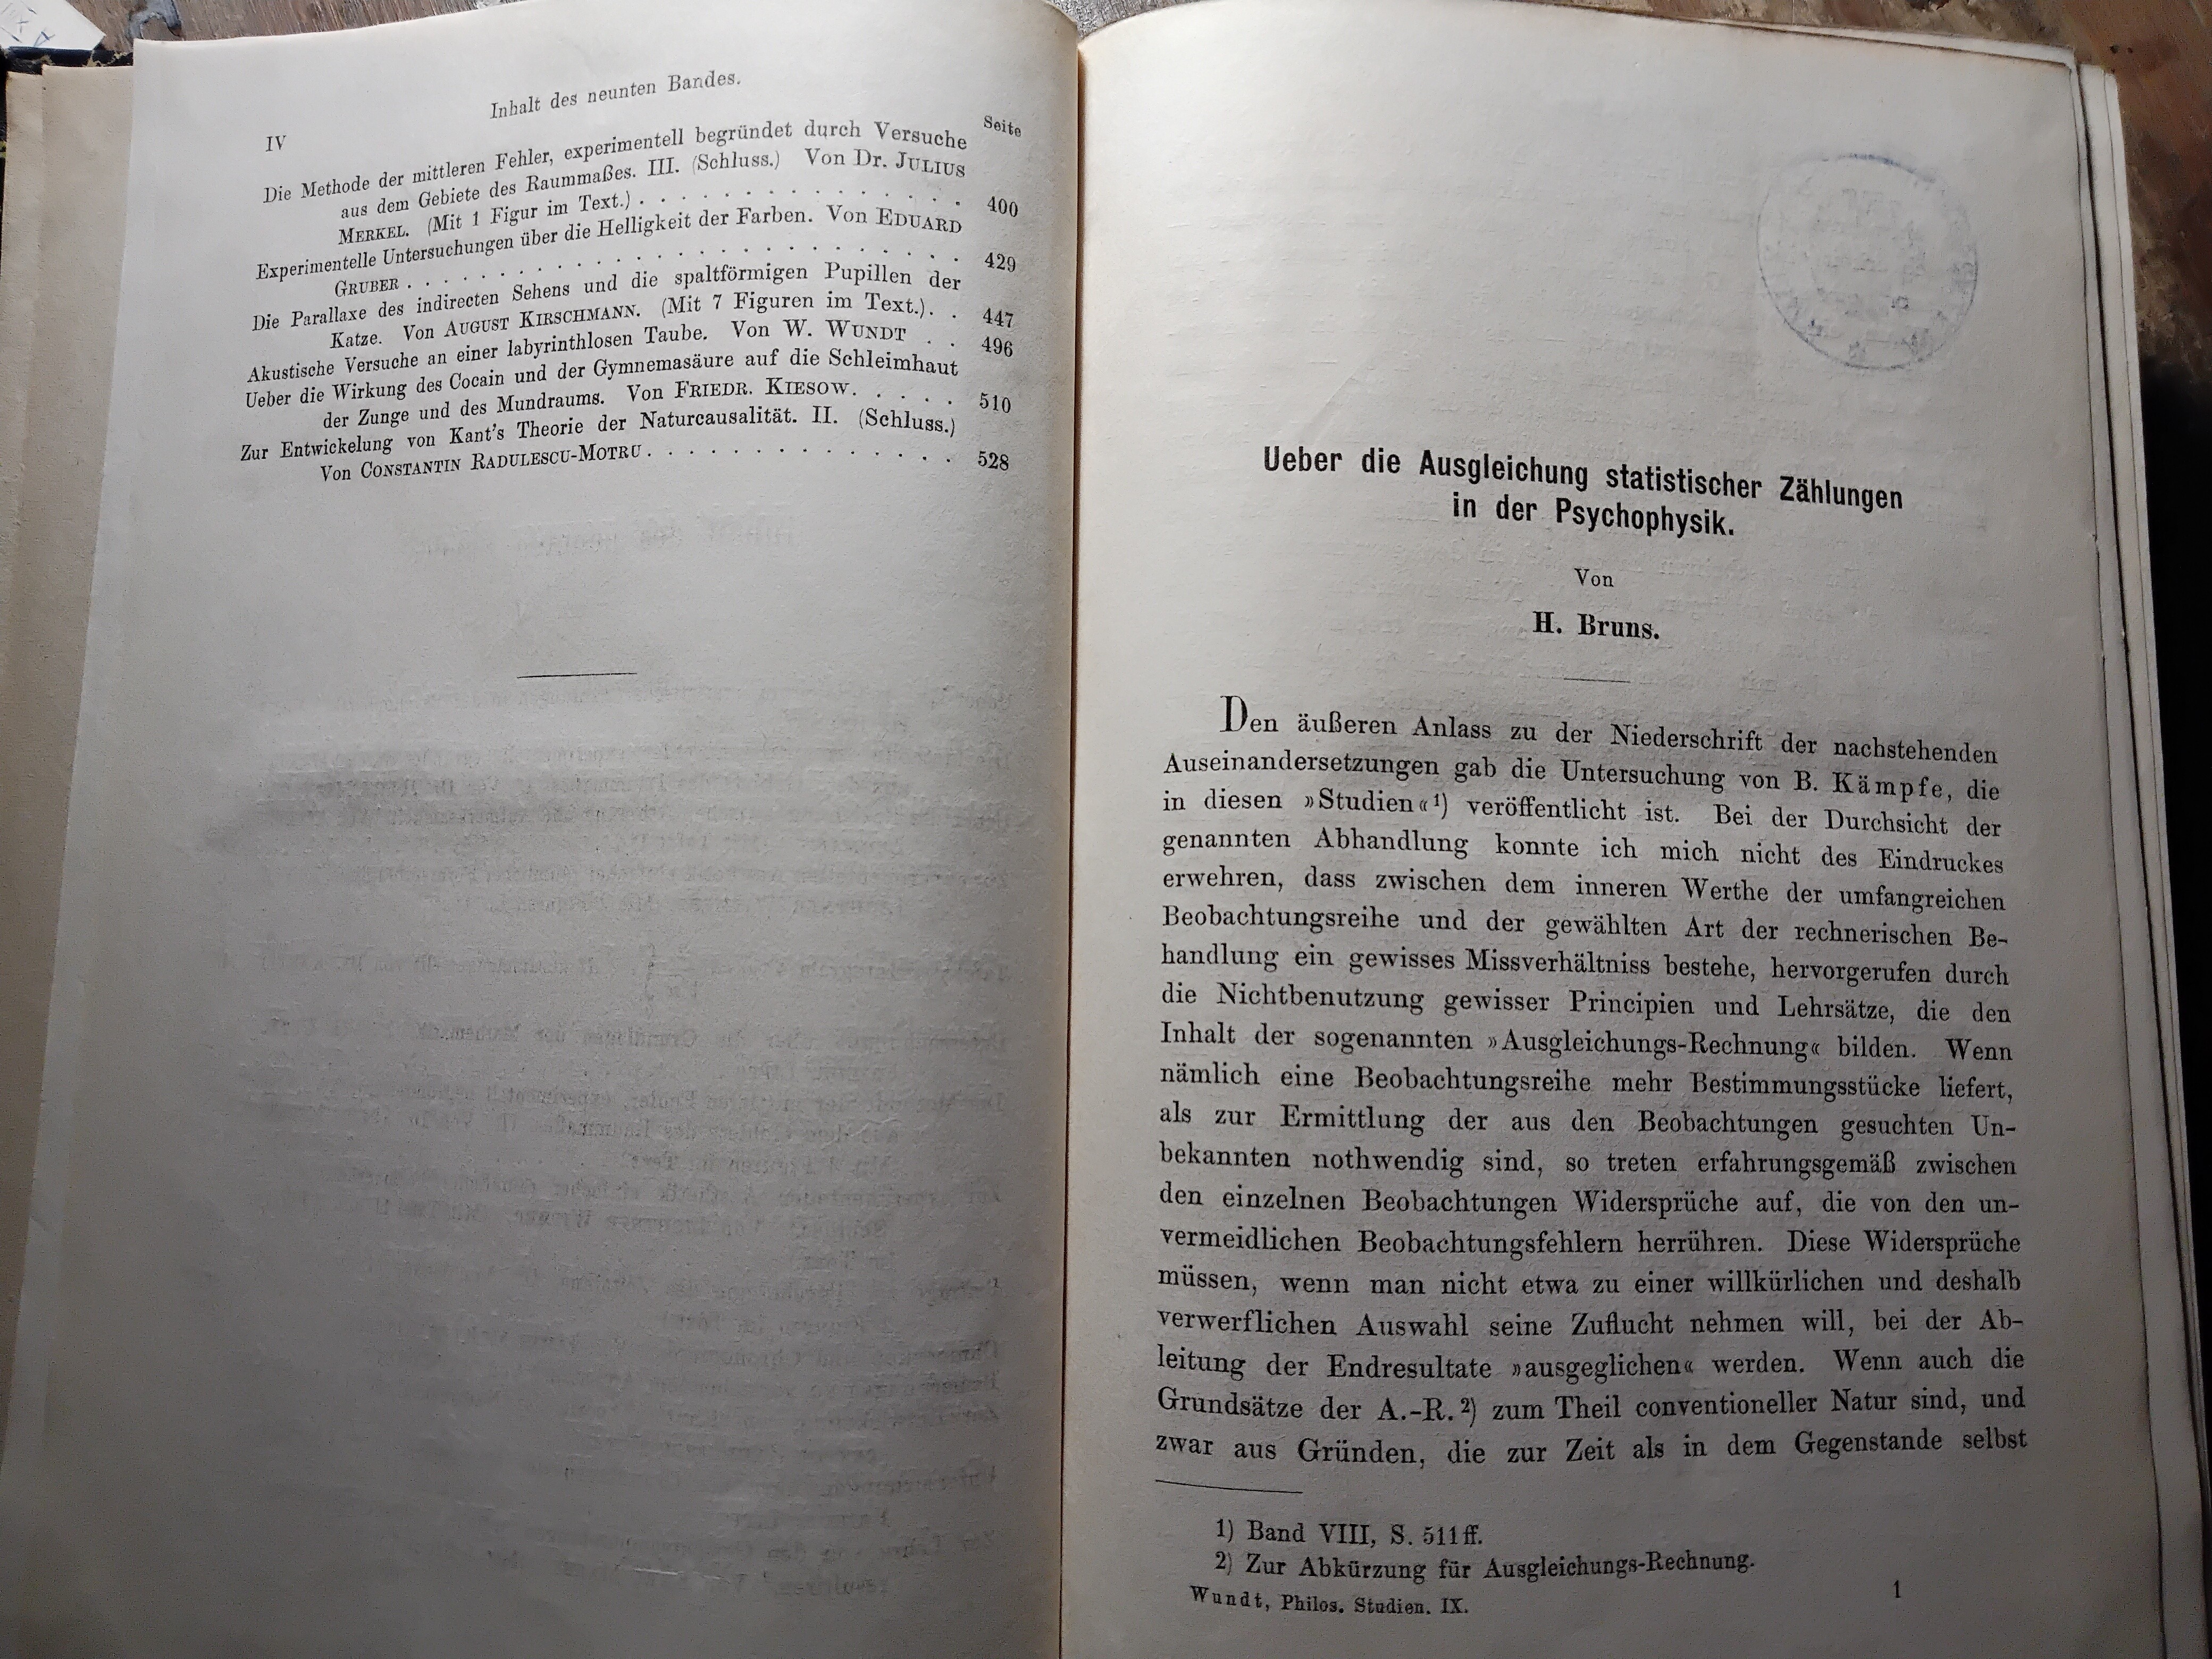 Inhalt des neunten Bandes.
IV
Seite
Die Methode der mittleren Fehler, experimentell begründet durch Versuche
aus dem Gebiete des Raummaßes. III. (Schluss.) Von Dr. JULIUS
MERKEL. (Mit 1 Figur im Text.) . . . . . . . . . . . . . 400
Experimentelle Untersuchungen über die Helligkeit der Farben. Von EDUARD
GRUBER . . . . . . . . . . . . . . . . . . . . . 429
Die Parallaxe des indirecten Sehens und die spaltförmigen Pupillen der
Katze. Von AUGUST KIRSCHMANN. (Mit 7 Figuren im Text.) . . 447
Akustische Versuche an einer labyrinthlosen Taube. Von W. WUNDT . . 496
Ueber die Wirkung des Cocain und der Gymnemasäure auf die Schleimhaut
der Zunge und des Mundraums. Von FRIEDR. KIESOW. . . . . . 510
Zur Entwickelung von Kant's Theorie der Naturcausalität. II. (Schluss.)
Von CONSTANTIN RADULESCU-MOTRU . . . . . . . . . . . . . 528
Ueber die Ausgleichung statistischer Zählungen
in der Psychophysik.
Von
H. Bruns.
Den äußeren Anlass zu der Niederschrift der nachstehenden
Auseinandersetzungen gab die Untersuchung von B. Kämpfe, die
in diesen »Studien«1) veröffentlicht ist. Bei der Durchsicht der
genannten Abhandlung konnte ich mich nicht des Eindruckes
erwehren, dass zwischen dem inneren Werthe der umfangreichen
Beobachtungsreihe und der gewählten Art der rechnerischen Be-
handlung ein gewisses Missverhältniss bestehe, hervorgerufen durch
die Nichtbenutzung gewisser Principien und Lehrsätze, die den
Inhalt der sogenannten »Ausgleichungs-Rechnung« bilden. Wenn
nämlich eine Beobachtungsreihe mehr Bestimmungsstücke liefert,
als zur Ermittlung der aus den Beobachtungen gesuchten Un-
bekannten nothwendig sind, so treten erfahrungsgemäß zwischen
den einzelnen Beobachtungen Widersprüche auf, die von den un-
vermeidlichen Beobachtungsfehlern herrühren. Diese Widersprüche
müssen, wenn man nicht etwa zu einer willkürlichen und deshalb
verwerflichen Auswahl seine Zuflucht nehmen will, bei der Ab-
leitung der Endresultate »ausgeglichen« werden. Wenn auch die
Grundsätze der A.-R.2) zum Theil conventioneller Natur sind, und
zwar aus Gründen, die zur Zeit als in dem Gegenstande selbst
1) Band VIII, S. 511 ff.
2) Zur Abkürzung für Ausgleichungs-Rechnung.
Wundt, Philos. Studien. IX.
1